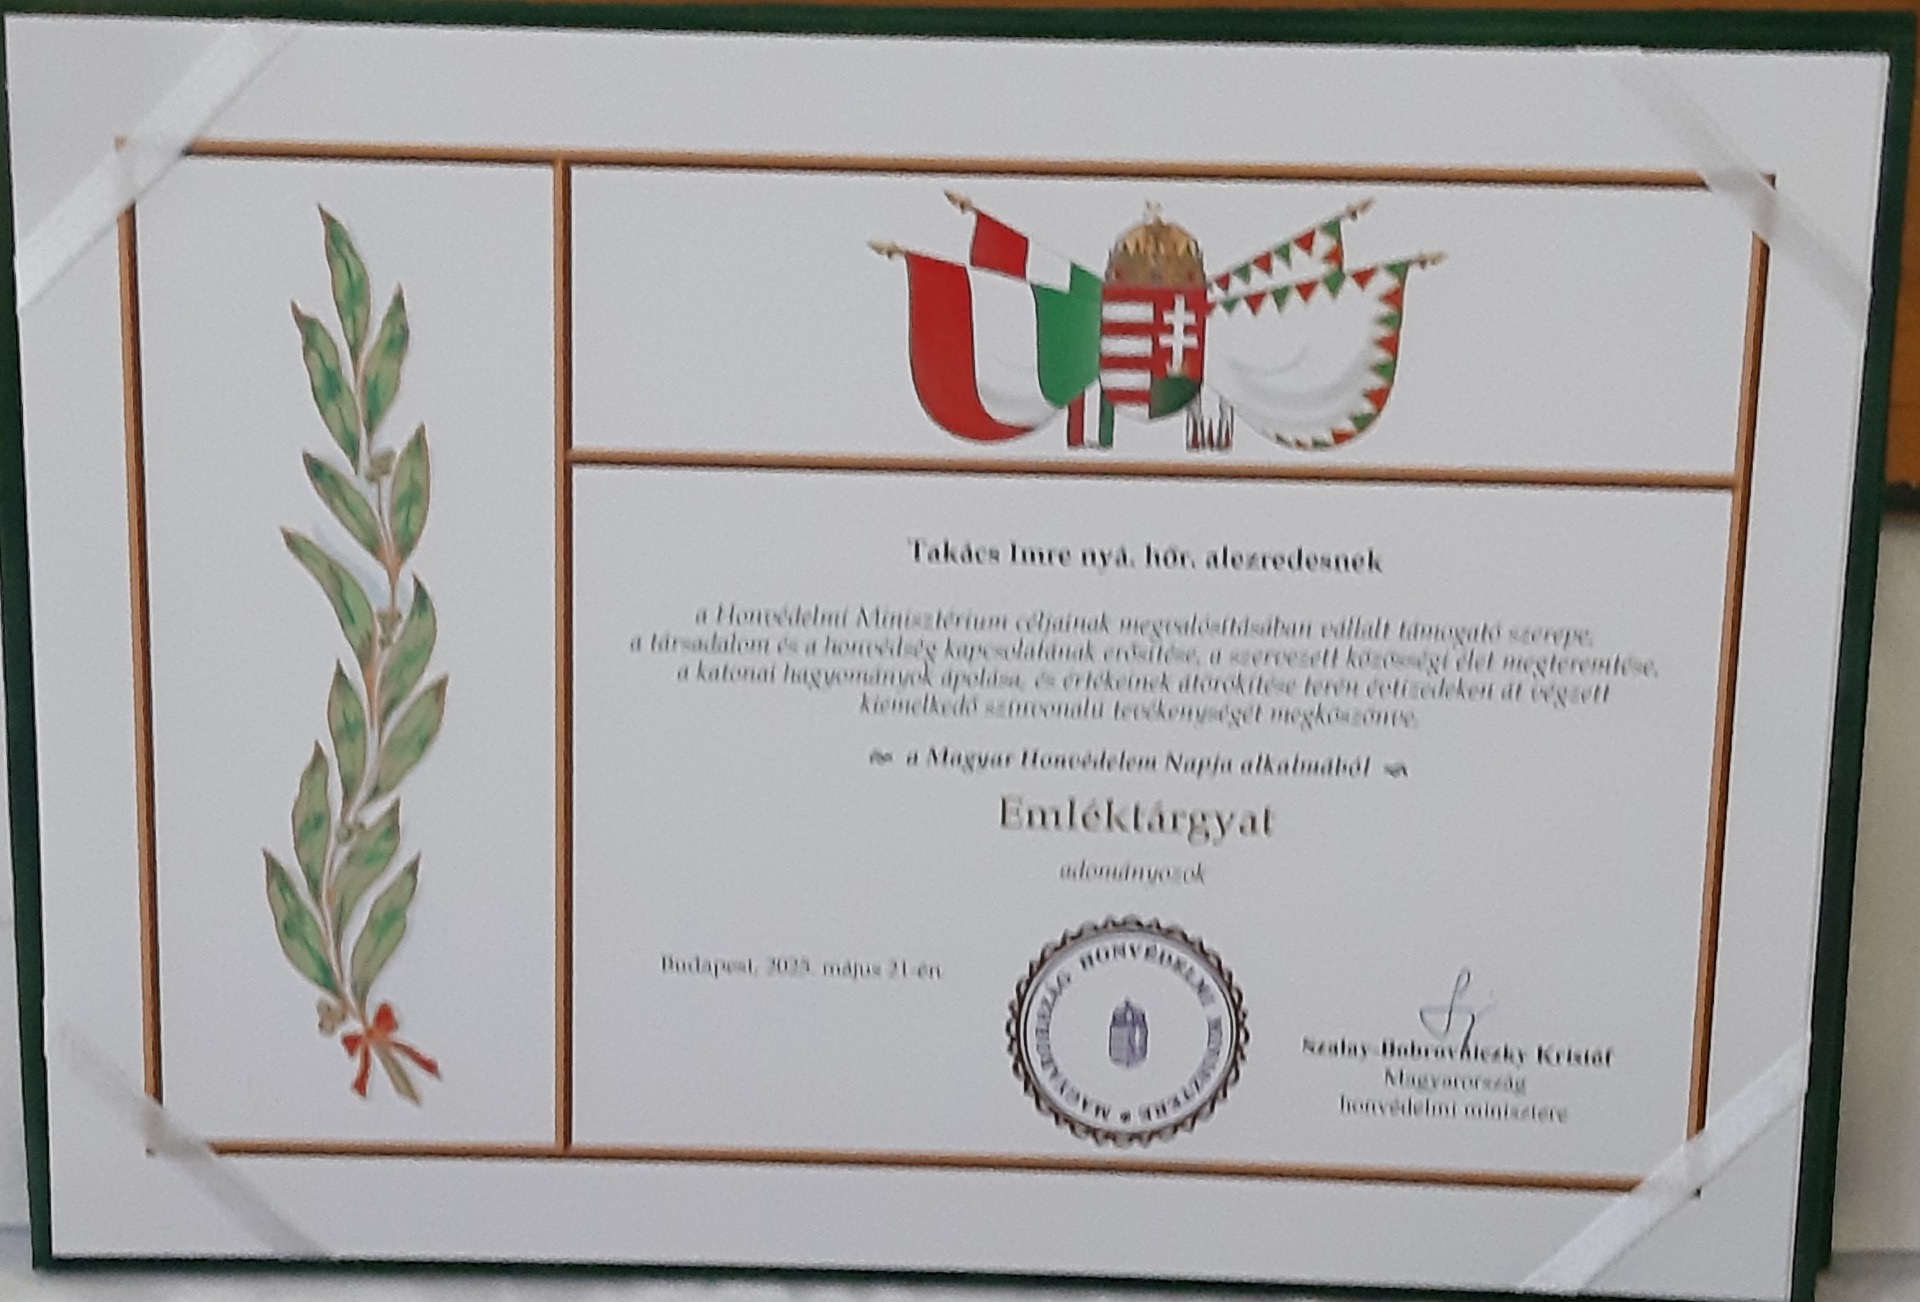 Takács Imre nyá. hőr. alezredesnek
a Honvédelmi Minisztérium céljainak megvalósításában vállalt támogató szerepe,
a társadalom és a honvédség kapcsolatának erősítése, a szervezett közösségi élet megteremtése,
a katonai hagyományok ápolása, és értékeinek átörökítése terén évtizedeken át végzett
kiemelkedő színvonalú tevékenységét megköszönve,
a Magyar Honvédelem Napja alkalmából
Emléktárgyat
adományozok
Budapest, 2025. május 21-én
MAGYARORSZÁG HONVÉDELMI MINISZTERE
Szalay-Bobrovniczky Kristóf
Magyarország
honvédelmi minisztere